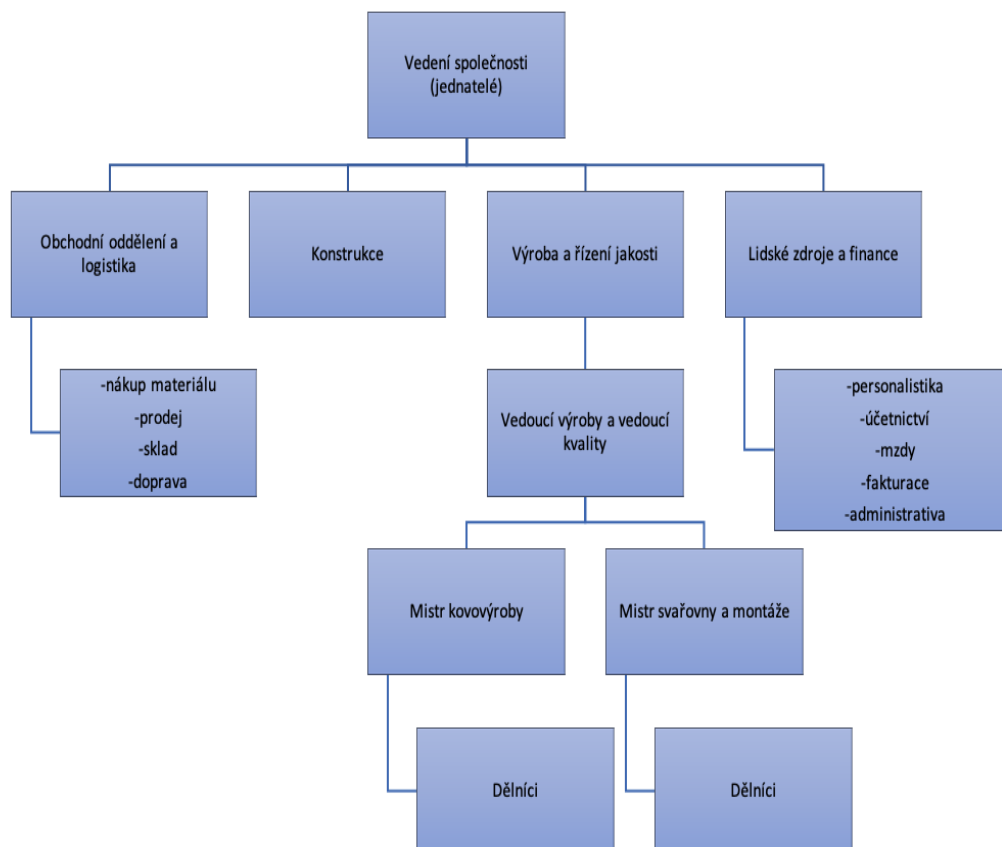 Vedení společnosti
(jednatelé)
Obchodní oddělení a
logistika
Konstrukce
Výroba a řízení jakosti
Lidské zdroje a finance
-nákup materiálu
-prodej
-sklad
-doprava
Vedoucí výroby a vedoucí
kvality
-personalistika
-účetnictví
-mzdy
-fakturace
-administrativa
Mistr kovovýroby
Mistr svařovny a montáže
Dělníci
Dělníci